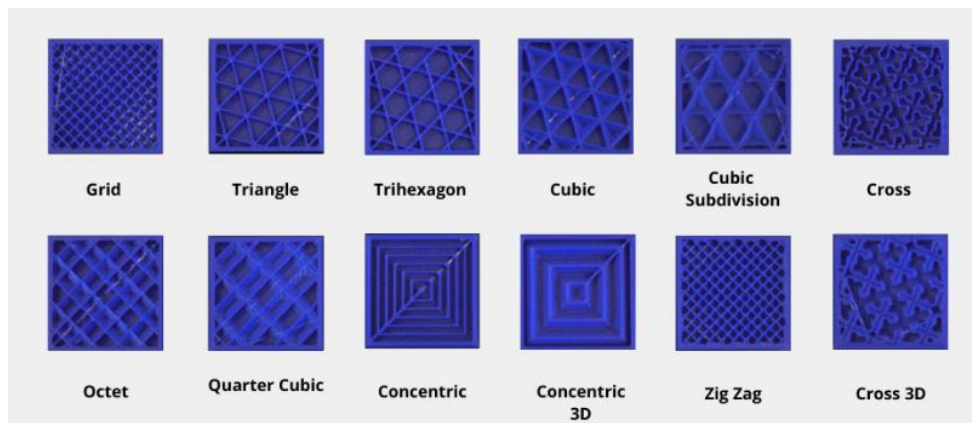 Grid
Triangle
Trihexagon
Cubic
Cubic
Subdivision
Cross
Octet
Quarter Cubic
Concentric
Concentric
3D
Zig Zag
Cross 3D